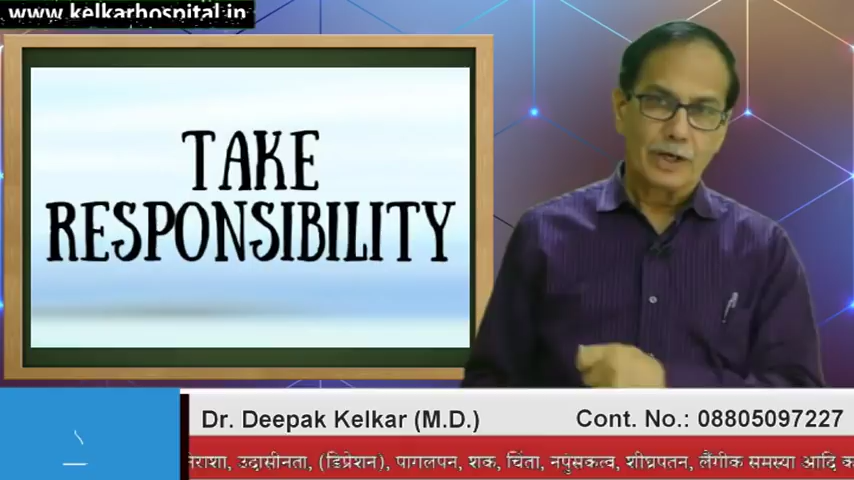 www.kelkarhospital.in
TAKE
RESPONSIBILITY
Dr. Deepak Kelkar (M.D.)
Cont. No.: 08805097227
उदासीनता, (डिप्रेशन), पागलपन, शक, चिंता, नपुंसकत्व, शीघ्रपतन, लैंगीक समस्या आदि